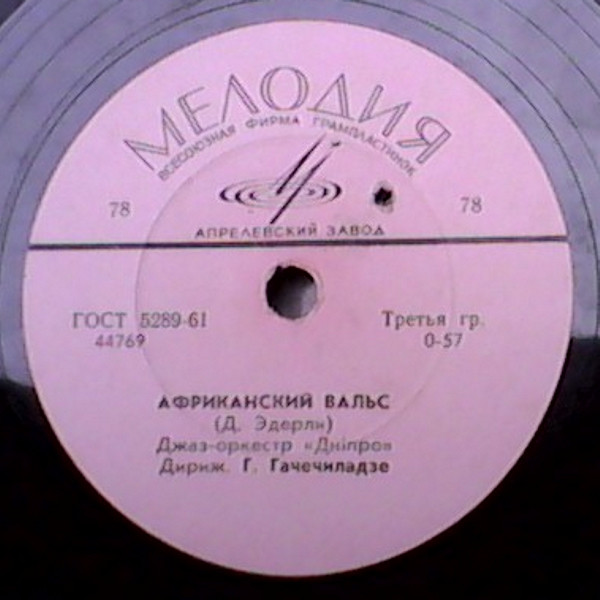 МЕЛОДИЯ
ВСЕСОЮЗНАЯ ФИРМА ГРАМПЛАСТИНОК
78 78
АПРЕЛЕВСКИЙ ЗАВОД
ГОСТ 5289-61 Третья гр.
44769 0-57
АФРИКАНСКИЙ ВАЛЬС
(Д. Эдерли)
Джаз-оркестр «Днiпро»
Дириж. Г. Гачечиладзе